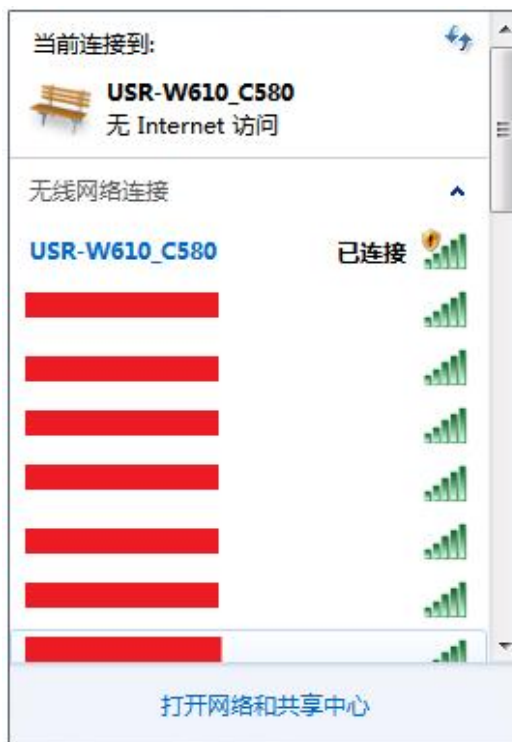 当前连接到:
USR-W610_C580
无 Internet 访问
无线网络连接
USR-W610_C580 已连接
打开网络和共享中心